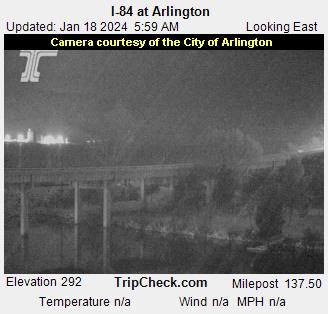 I-84 at Arlington
Updated: Jan 18 2024 5:59 AM Looking East
Camera courtesy of the City of Arlington
Elevation 292 TripCheck.com Milepost 137.50
Temperature n/a Wind n/a MPH n/a